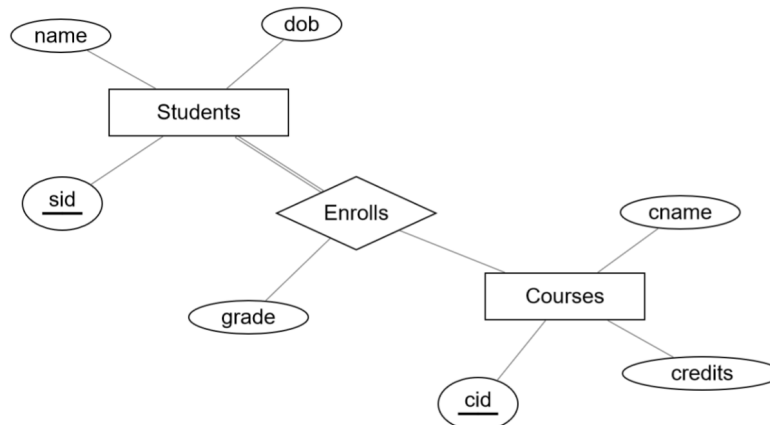 dob
name
Students
sid
Enrolls
cname
Courses
grade
credits
cid